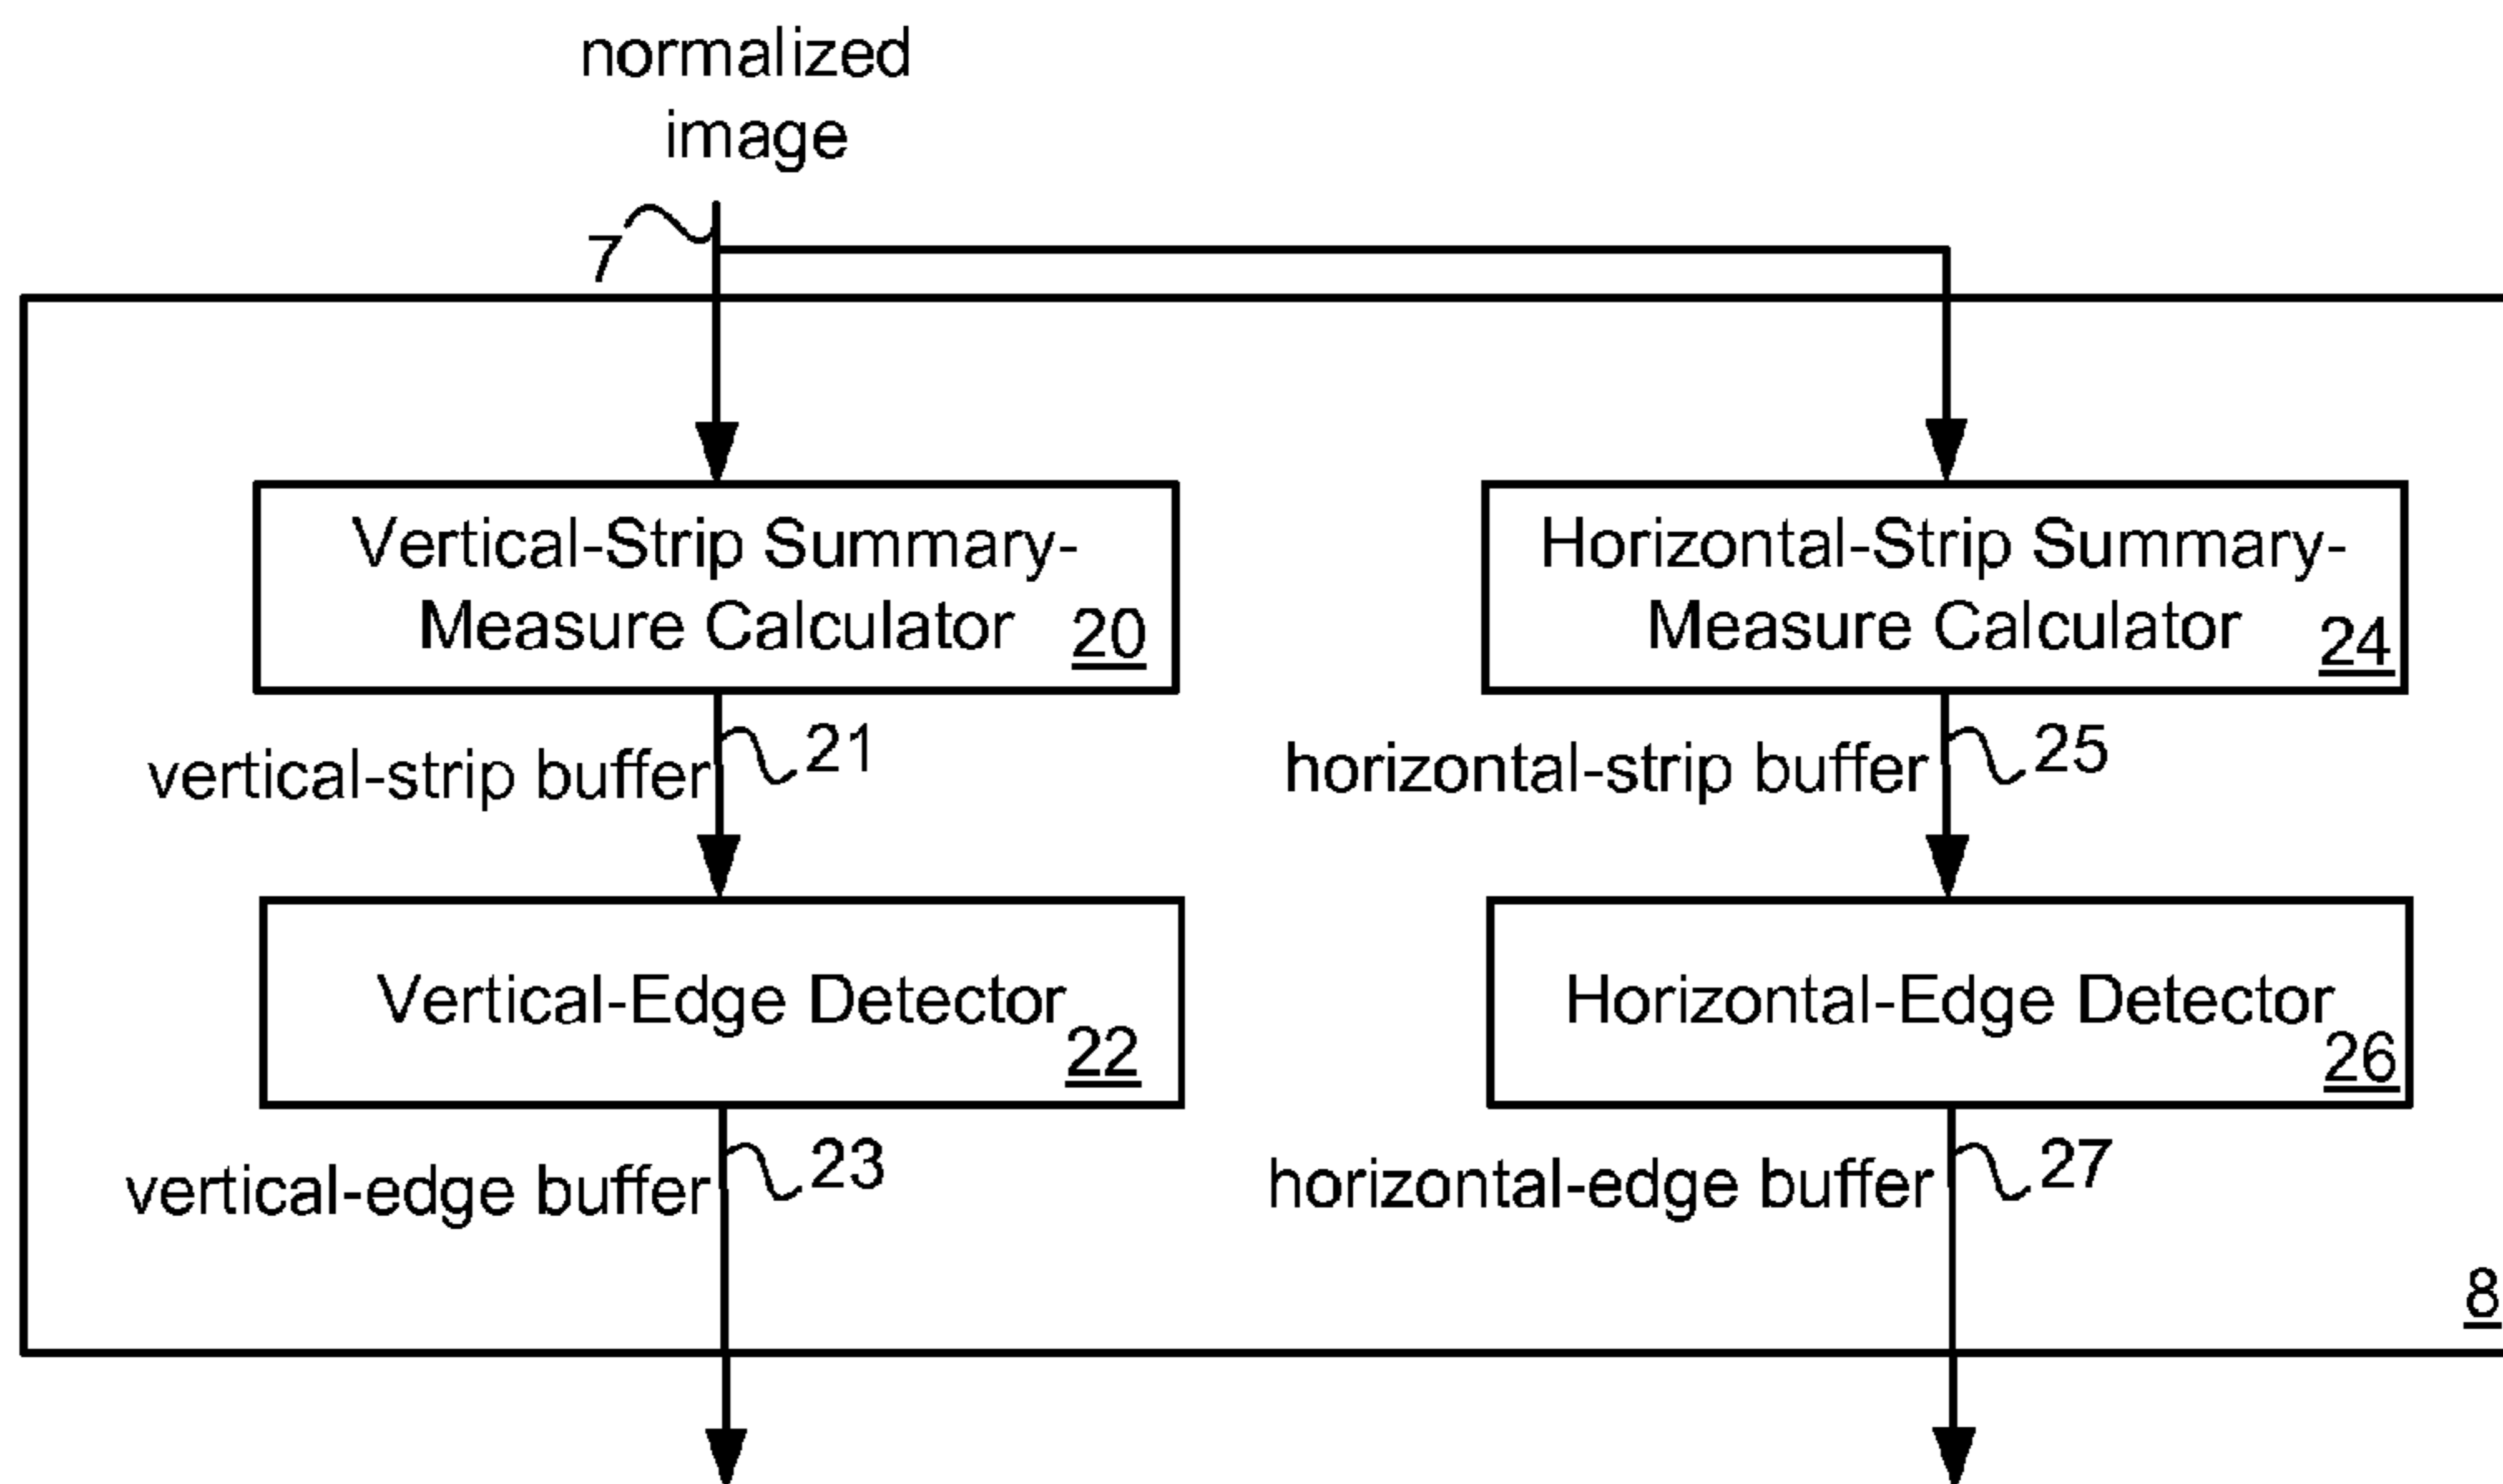 normalized
image
7
Vertical-Strip Summary-
Measure Calculator 20
Horizontal-Strip Summary-
Measure Calculator 24
vertical-strip buffer 21
horizontal-strip buffer 25
Vertical-Edge Detector
22
Horizontal-Edge Detector
26
vertical-edge buffer 23
horizontal-edge buffer 27
8